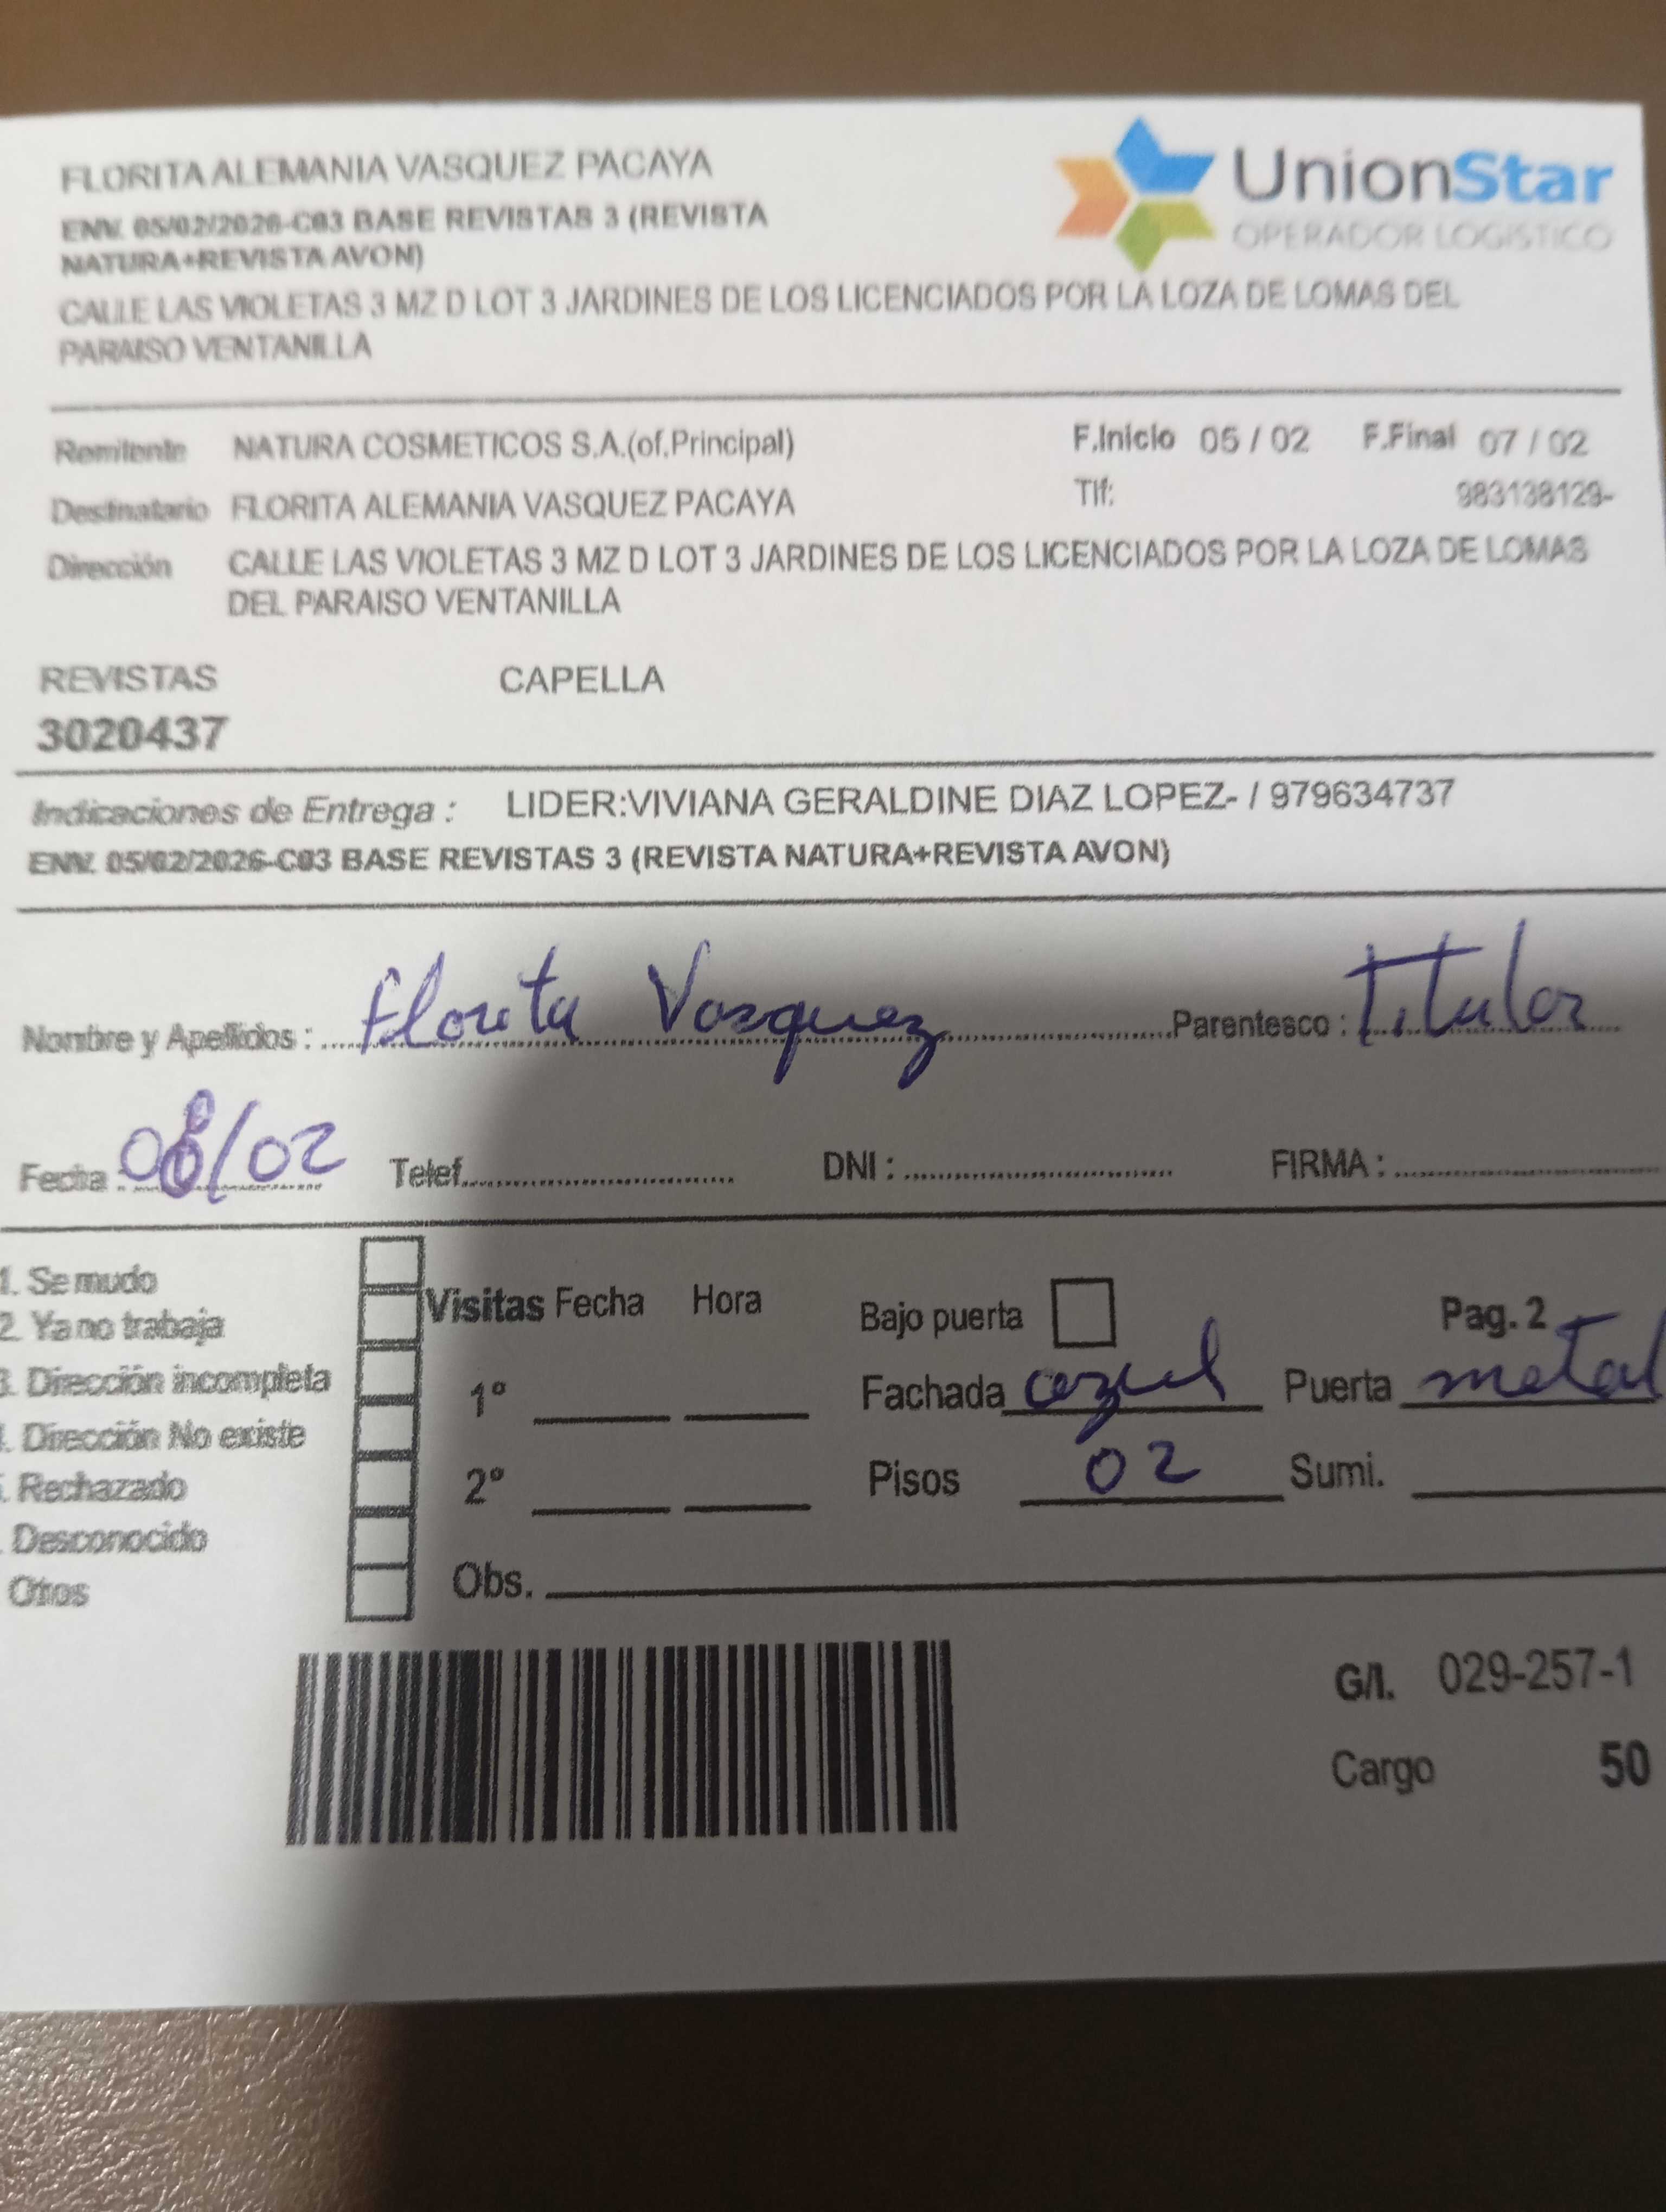 FLORITA ALEMANIA VASQUEZ PACAYA
UnionStar
OPERADOR LOGISTICO
ENV. 05/02/2026-C03 BASE REVISTAS 3 (REVISTA
NATURA+REVISTA AVON)
CALLE LAS VIOLETAS 3 MZ D LOT 3 JARDINES DE LOS LICENCIADOS POR LA LOZA DE LOMAS DEL
PARAISO VENTANILLA
Remitente NATURA COSMETICOS S.A.(of.Principal) F.Inicio 05 / 02 F.Final 07 / 02
Destinatario FLORITA ALEMANIA VASQUEZ PACAYA Tlf: 983138129-
Dirección CALLE LAS VIOLETAS 3 MZ D LOT 3 JARDINES DE LOS LICENCIADOS POR LA LOZA DE LOMAS
DEL PARAISO VENTANILLA
REVISTAS CAPELLA
3020437
Indicaciones de Entrega : LIDER:VIVIANA GERALDINE DIAZ LOPEZ- / 979634737
ENV. 05/02/2026-C03 BASE REVISTAS 3 (REVISTA NATURA+REVISTA AVON)
Nombre y Apellidos : Florita Vasquez Parentesco : Titular
Fecha : 08/02 Telef. DNI : FIRMA :
1. Se mudo
2. Ya no trabaja
3. Dirección incompleta
. Dirección No existe
. Rechazado
. Desconocido
Otros
Visitas Fecha Hora
1º
2º
Obs.
Bajo puerta Pag. 2
Fachada azul Puerta metal
Pisos 02 Sumi.
G/I. 029-257-1
Cargo 50